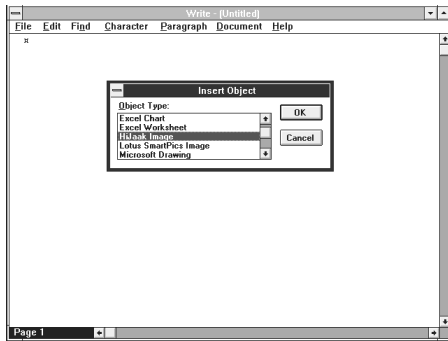 Write - [Untitled]
File Edit Find Character Paragraph Document Help
¤
Insert Object
Object Type:
Excel Chart
Excel Worksheet
HiJaak Image
Lotus SmartPics Image
Microsoft Drawing
OK
Cancel
Page 1